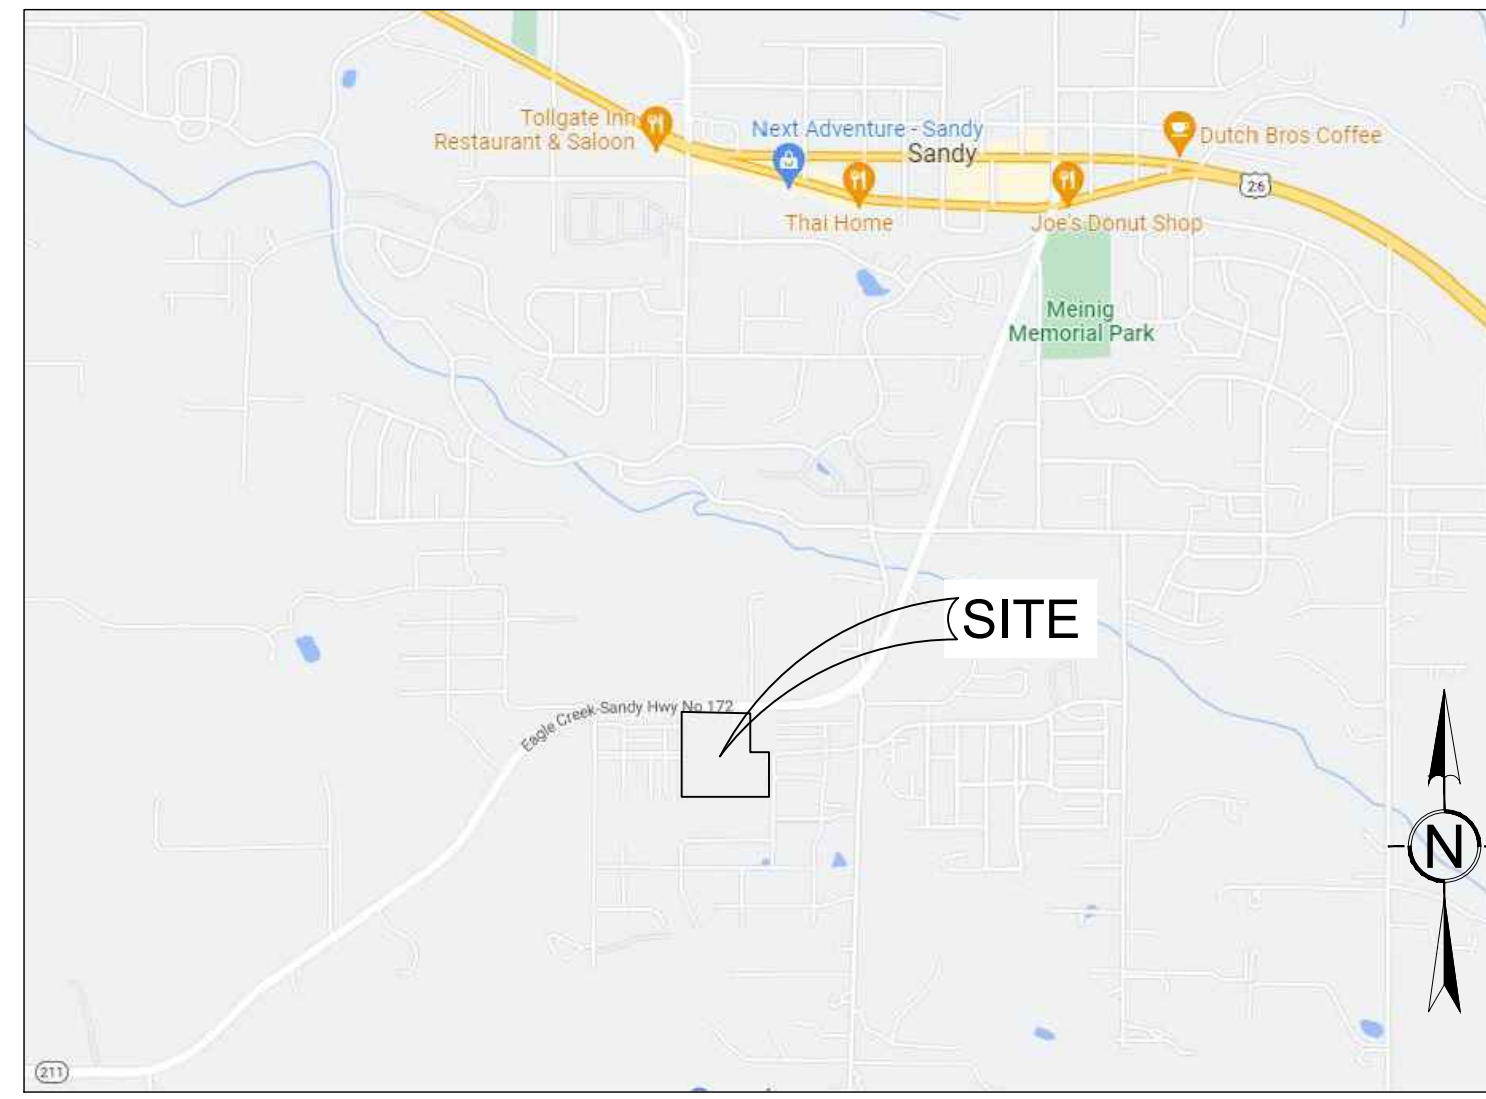 Tollgate Inn
Restaurant & Saloon
Next Adventure - Sandy
Sandy
Dutch Bros Coffee
26
Thai Home
Joe's Donut Shop
Meinig
Memorial Park
SITE
Eagle Creek-Sandy Hwy No 172
N
211